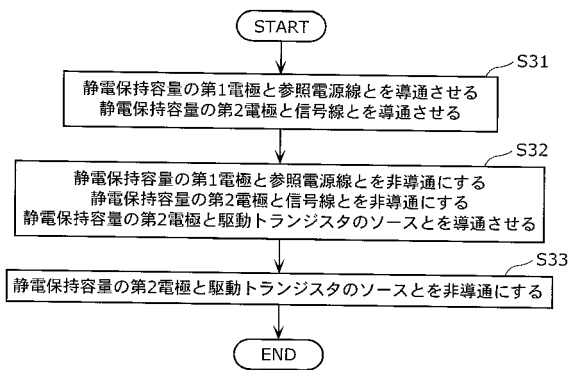 START
S31
静電保持容量の第1電極と参照電源線とを導通させる
静電保持容量の第2電極と信号線とを導通させる
S32
静電保持容量の第1電極と参照電源線とを非導通にする
静電保持容量の第2電極と信号線とを非導通にする
静電保持容量の第2電極と駆動トランジスタのソースとを導通させる
S33
静電保持容量の第2電極と駆動トランジスタのソースとを非導通にする
END